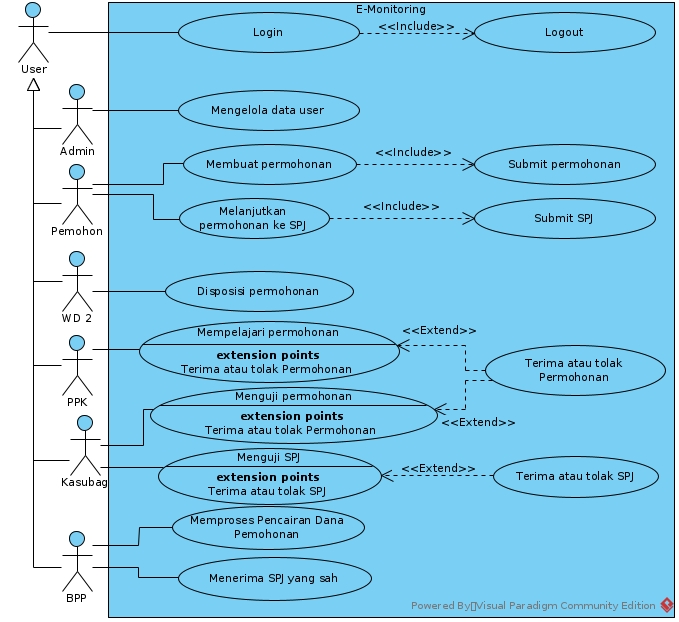 E-Monitoring
User
Login
<<Include>>
Logout
Admin
Mengelola data user
Pemohon
Membuat permohonan
<<Include>>
Submit permohonan
Melanjutkan
permohonan ke SPJ
<<Include>>
Submit SPJ
WD 2
Disposisi permohonan
PPK
Mempelajari permohonan
extension points
Terima atau tolak Permohonan
<<Extend>>
Terima atau tolak
Permohonan
Kasubag
Menguji permohonan
extension points
Terima atau tolak Permohonan
<<Extend>>
Menguji SPJ
extension points
Terima atau tolak SPJ
<<Extend>>
Terima atau tolak SPJ
BPP
Memproses Pencairan Dana
Pemohonan
Menerima SPJ yang sah
Powered By Visual Paradigm Community Edition